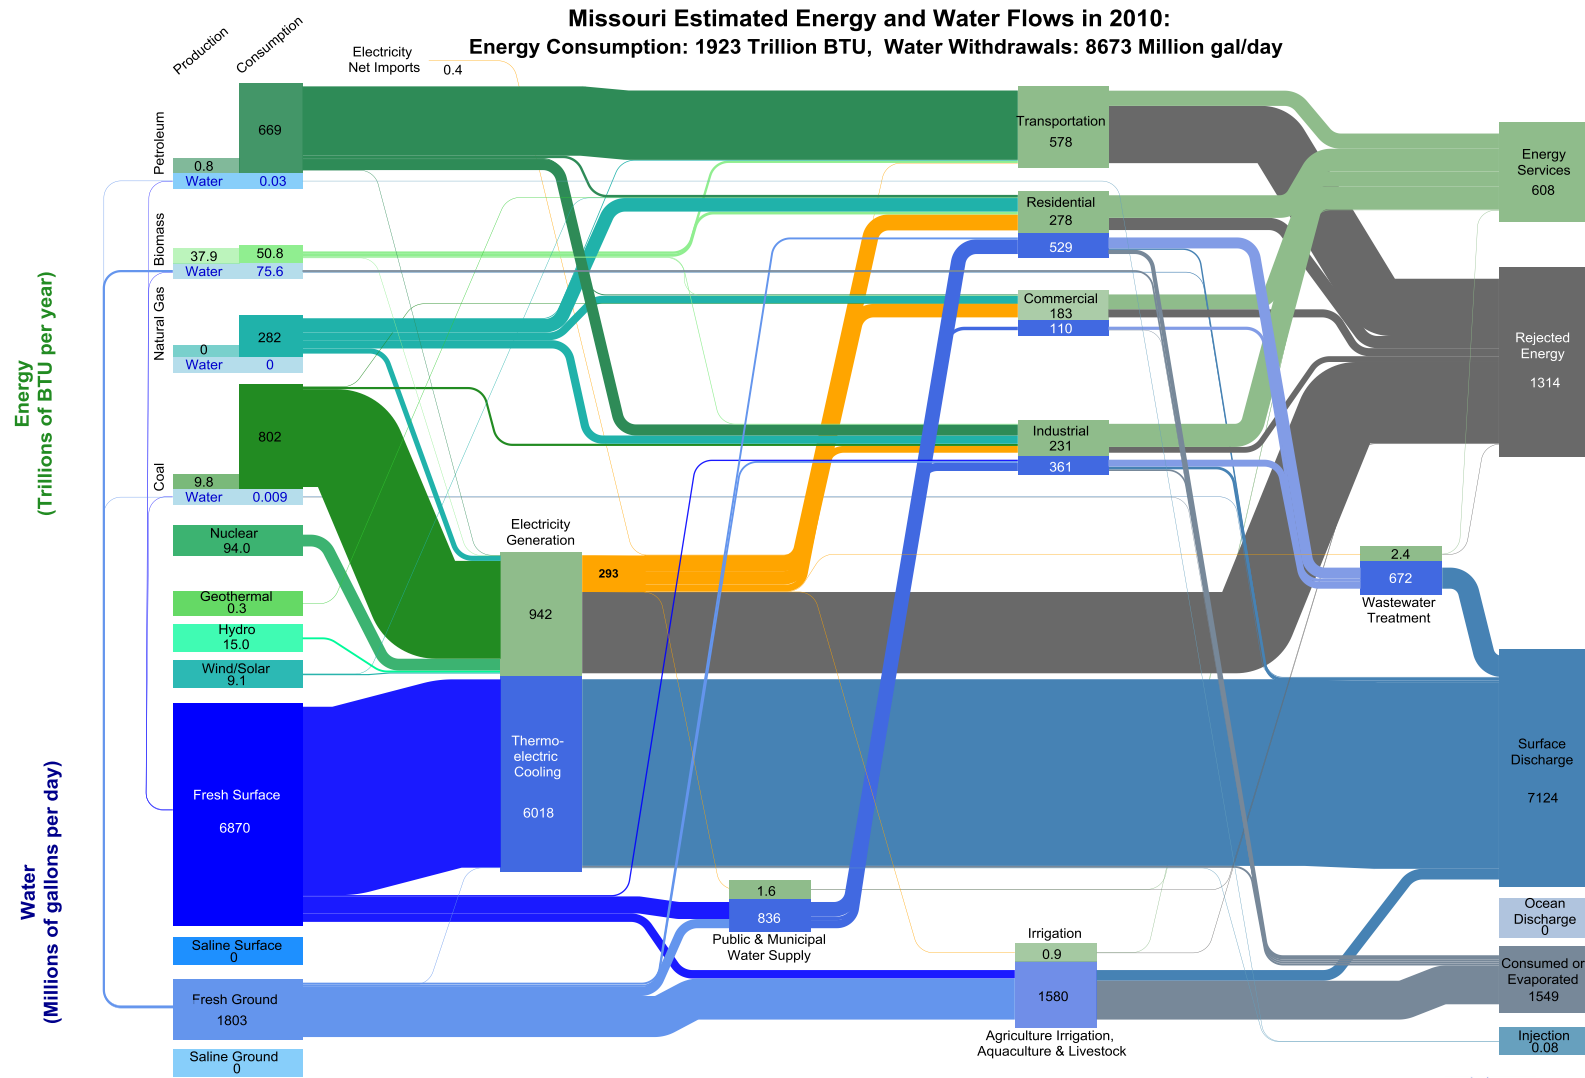 Missouri Estimated Energy and Water Flows in 2010:
Energy Consumption: 1923 Trillion BTU,  Water Withdrawals: 8673 Million gal/day
Production
Consumption
Electricity
Net Imports
0.4
Energy
(Trillions of BTU per year)
Water
(Millions of gallons per day)
Petroleum
669
0.8
Water
0.03
Biomass
37.9
50.8
Water
75.6
Natural Gas
282
0
Water
0
Coal
802
9.8
Water
0.009
Nuclear
94.0
Geothermal
0.3
Hydro
15.0
Wind/Solar
9.1
Fresh Surface
6870
Saline Surface
0
Fresh Ground
1803
Saline Ground
0
Electricity
Generation
293
942
Thermo-
electric
Cooling
6018
1.6
836
Public & Municipal
Water Supply
Transportation
578
Residential
278
529
Commercial
183
110
Industrial
231
361
Irrigation
0.9
1580
Agriculture Irrigation,
Aquaculture & Livestock
2.4
672
Wastewater
Treatment
Energy
Services
608
Rejected
Energy
1314
Surface
Discharge
7124
Ocean
Discharge
0
Consumed or
Evaporated
1549
Injection
0.08